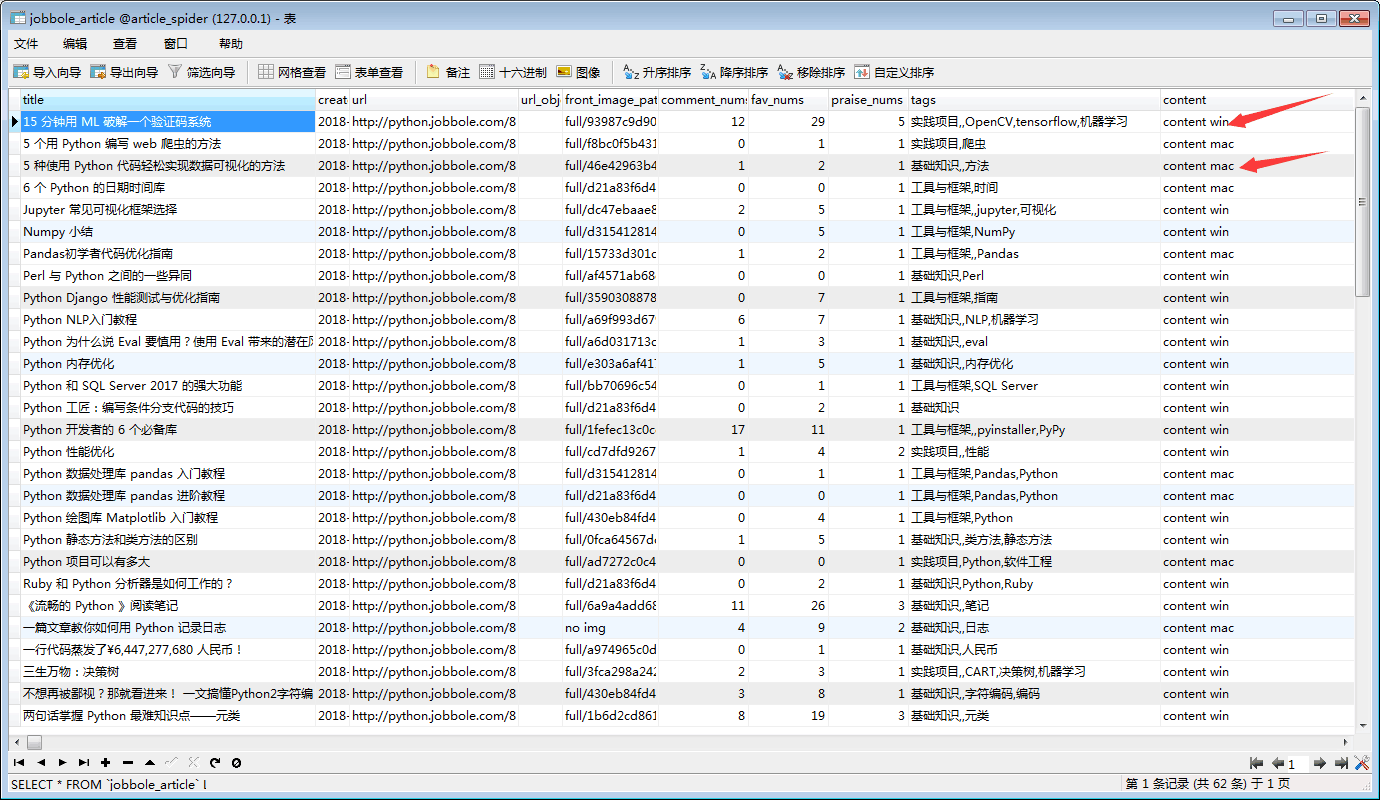 jobbole_article @article_spider (127.0.0.1) - 表
文件 编辑 查看 窗口 帮助
导入向导 导出向导 筛选向导 网格查看 表单查看 备注 十六进制 图像 升序排序 降序排序 移除排序 自定义排序
title creat url url_obj front_image_pat comment_nums fav_nums praise_nums tags content
15 分钟用 ML 破解一个验证码系统 2018- http://python.jobbole.com/8 full/93987c9d90 12 29 5 实践项目,,OpenCV,tensorflow,机器学习 content win
5 个用 Python 编写 web 爬虫的方法 2018- http://python.jobbole.com/8 full/f8bc0f5b431 0 1 1 实践项目,爬虫 content mac
5 种使用 Python 代码轻松实现数据可视化的方法 2018- http://python.jobbole.com/8 full/46e42963b4 1 2 1 基础知识,,方法 content mac
6 个 Python 的日期时间库 2018- http://python.jobbole.com/8 full/d21a83f6d4 0 0 1 工具与框架,时间 content mac
Jupyter 常见可视化框架选择 2018- http://python.jobbole.com/8 full/dc47ebaae8 2 5 1 工具与框架,,jupyter,可视化 content win
Numpy 小结 2018- http://python.jobbole.com/8 full/d315412814 0 5 1 工具与框架,NumPy content win
Pandas初学者代码优化指南 2018- http://python.jobbole.com/8 full/15733d301c 1 2 1 工具与框架,,Pandas content mac
Perl 与 Python 之间的一些异同 2018- http://python.jobbole.com/8 full/af4571ab68 0 0 1 基础知识,Perl content win
Python Django 性能测试与优化指南 2018- http://python.jobbole.com/8 full/3590308878 0 7 1 工具与框架,指南 content win
Python NLP入门教程 2018- http://python.jobbole.com/8 full/a69f993d67 6 7 1 基础知识,,NLP,机器学习 content win
Python 为什么说 Eval 要慎用？使用 Eval 带来的潜在风 2018- http://python.jobbole.com/8 full/a6d031713c 1 3 1 基础知识,,eval content win
Python 内存优化 2018- http://python.jobbole.com/8 full/e303a6af417 1 5 1 基础知识,,内存优化 content win
Python 和 SQL Server 2017 的强大功能 2018- http://python.jobbole.com/8 full/bb70696c54 0 1 1 工具与框架,SQL Server content win
Python 工匠：编写条件分支代码的技巧 2018- http://python.jobbole.com/8 full/d21a83f6d4 0 2 1 基础知识 content win
Python 开发者的 6 个必备库 2018- http://python.jobbole.com/8 full/1fefec13c0c 17 11 1 工具与框架,,pyinstaller,PyPy content win
Python 性能优化 2018- http://python.jobbole.com/8 full/cd7dfd9267 1 4 2 实践项目,,性能 content win
Python 数据处理库 pandas 入门教程 2018- http://python.jobbole.com/8 full/d315412814 0 1 1 工具与框架,Pandas,Python content mac
Python 数据处理库 pandas 进阶教程 2018- http://python.jobbole.com/8 full/d21a83f6d4 0 0 1 工具与框架,Pandas,Python content mac
Python 绘图库 Matplotlib 入门教程 2018- http://python.jobbole.com/8 full/430eb84fd4 0 4 1 工具与框架,Python content win
Python 静态方法和类方法的区别 2018- http://python.jobbole.com/8 full/0fca64567de 1 5 1 基础知识,,类方法,静态方法 content win
Python 项目可以有多大 2018- http://python.jobbole.com/8 full/ad7272c0c4 0 0 1 实践项目,Python,软件工程 content mac
Ruby 和 Python 分析器是如何工作的？ 2018- http://python.jobbole.com/8 full/d21a83f6d4 0 2 1 基础知识,Python,Ruby content win
《流畅的 Python 》阅读笔记 2018- http://python.jobbole.com/8 full/6a9a4add68 11 26 3 基础知识,,笔记 content win
一篇文章教你如何用 Python 记录日志 2018- http://python.jobbole.com/8 no img 4 9 2 基础知识,,日志 content mac
一行代码蒸发了¥6,447,277,680 人民币！ 2018- http://python.jobbole.com/8 full/a974965c0d 0 1 1 基础知识,人民币 content win
三生万物：决策树 2018- http://python.jobbole.com/8 full/3fca298a242 2 3 1 实践项目,,CART,决策树,机器学习 content win
不想再被鄙视？那就看进来！ 一文搞懂Python2字符编 2018- http://python.jobbole.com/8 full/430eb84fd4 3 8 1 基础知识,,字符编码,编码 content win
两句话掌握 Python 最难知识点——元类 2018- http://python.jobbole.com/8 full/1b6d2cd861 8 19 3 基础知识,,元类 content win
1
SELECT * FROM `jobbole_article` l 第 1 条记录 (共 62 条) 于 1 页